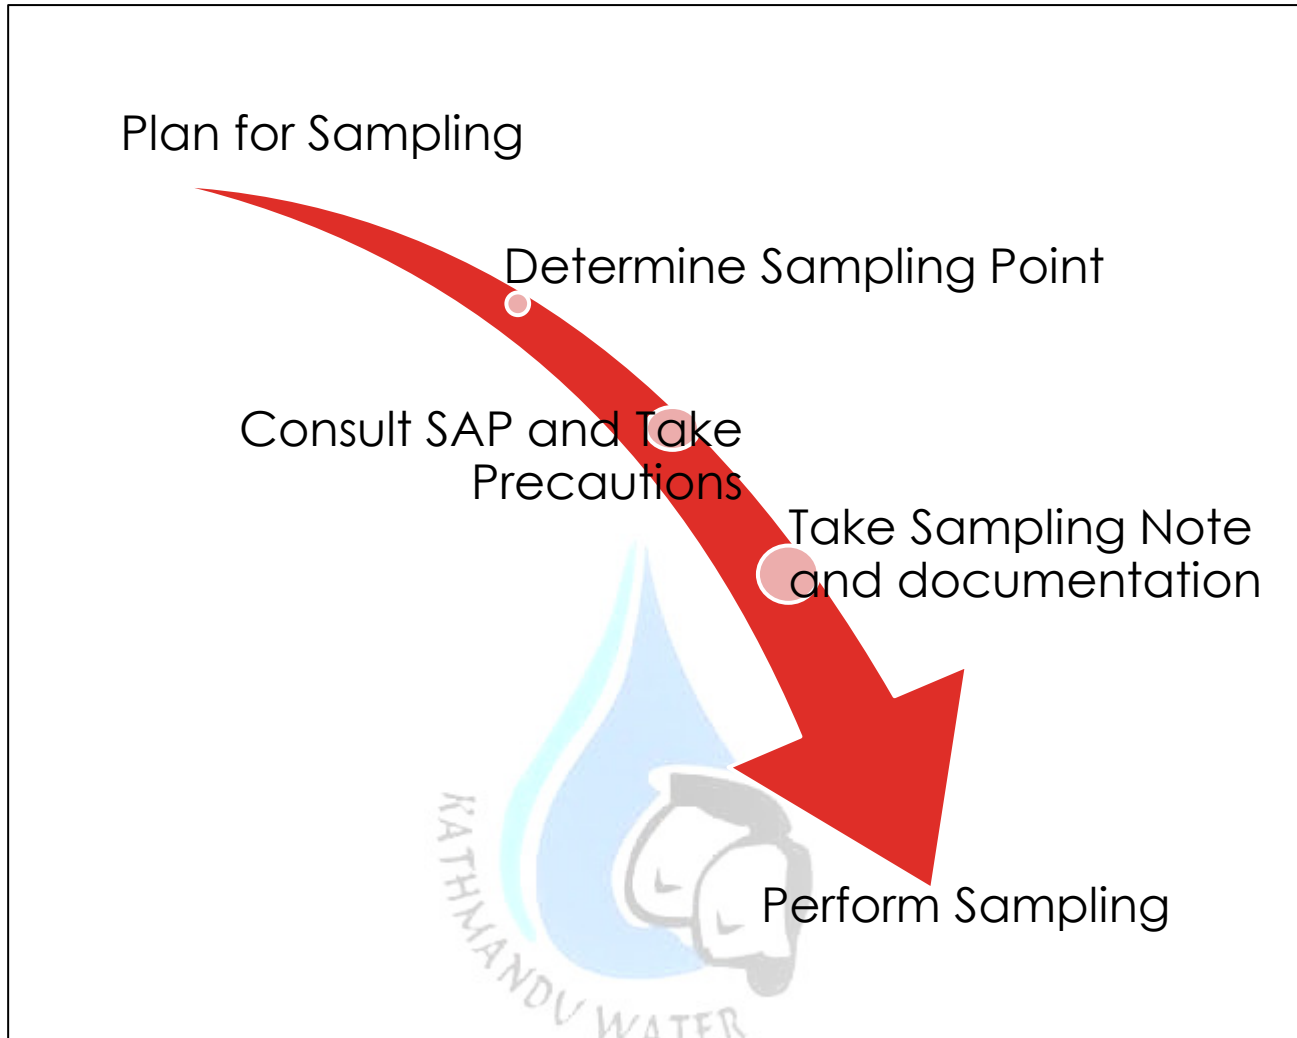 Plan for Sampling
Determine Sampling Point
Consult SAP and Take
Precautions
Take Sampling Note
and documentation
Perform Sampling
KATHMANDU WATER